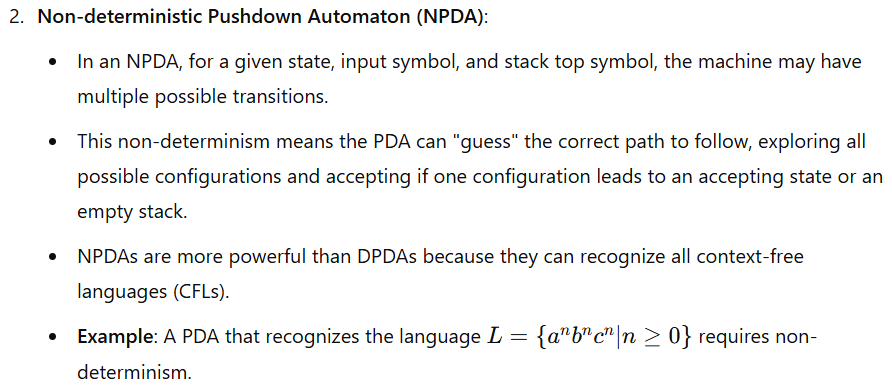 2. Non-deterministic Pushdown Automaton (NPDA):
• In an NPDA, for a given state, input symbol, and stack top symbol, the machine may have
multiple possible transitions.
• This non-determinism means the PDA can "guess" the correct path to follow, exploring all
possible configurations and accepting if one configuration leads to an accepting state or an
empty stack.
• NPDAs are more powerful than DPDAs because they can recognize all context-free
languages (CFLs).
• Example: A PDA that recognizes the language L = {aⁿbⁿcⁿ|n ≥ 0} requires non-
determinism.